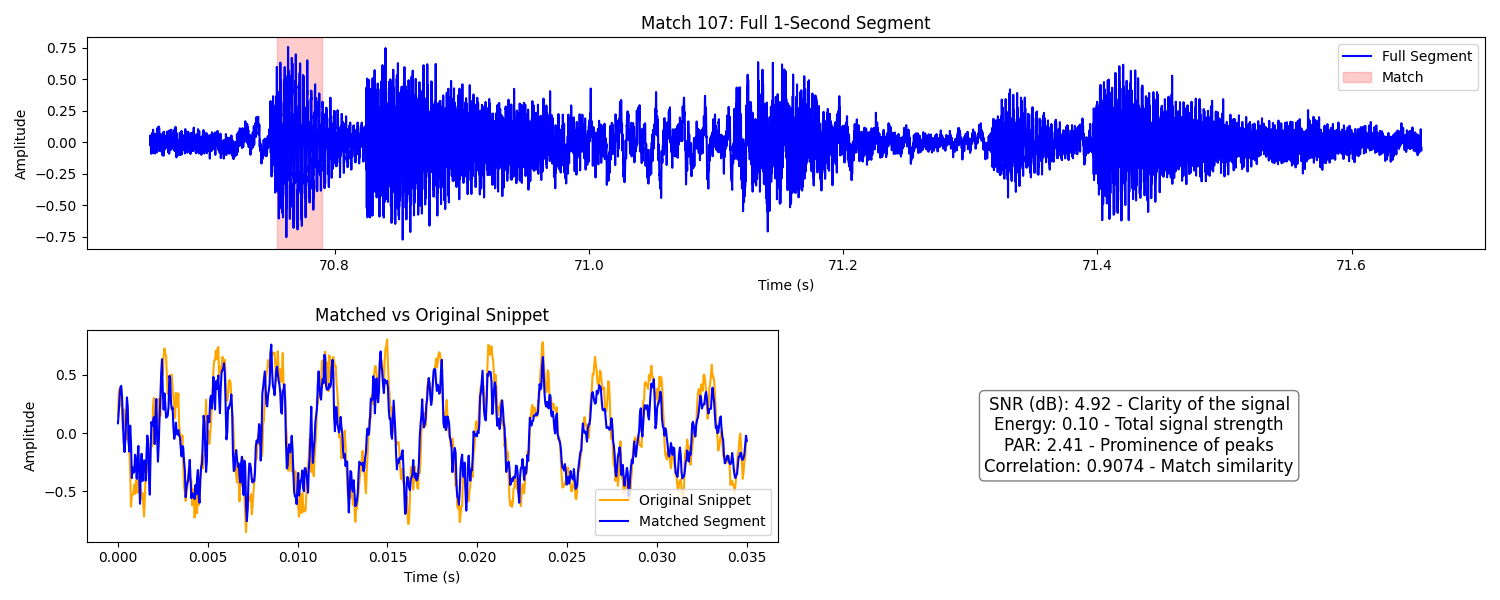 Match 107: Full 1-Second Segment
Amplitude
0.75
0.50
0.25
0.00
−0.25
−0.50
−0.75
Full Segment
Match
70.8
71.0
71.2
71.4
71.6
Time (s)
Matched vs Original Snippet
Amplitude
0.5
0.0
−0.5
Original Snippet
Matched Segment
0.000
0.005
0.010
0.015
0.020
0.025
0.030
0.035
Time (s)
SNR (dB): 4.92 - Clarity of the signal
Energy: 0.10 - Total signal strength
PAR: 2.41 - Prominence of peaks
Correlation: 0.9074 - Match similarity